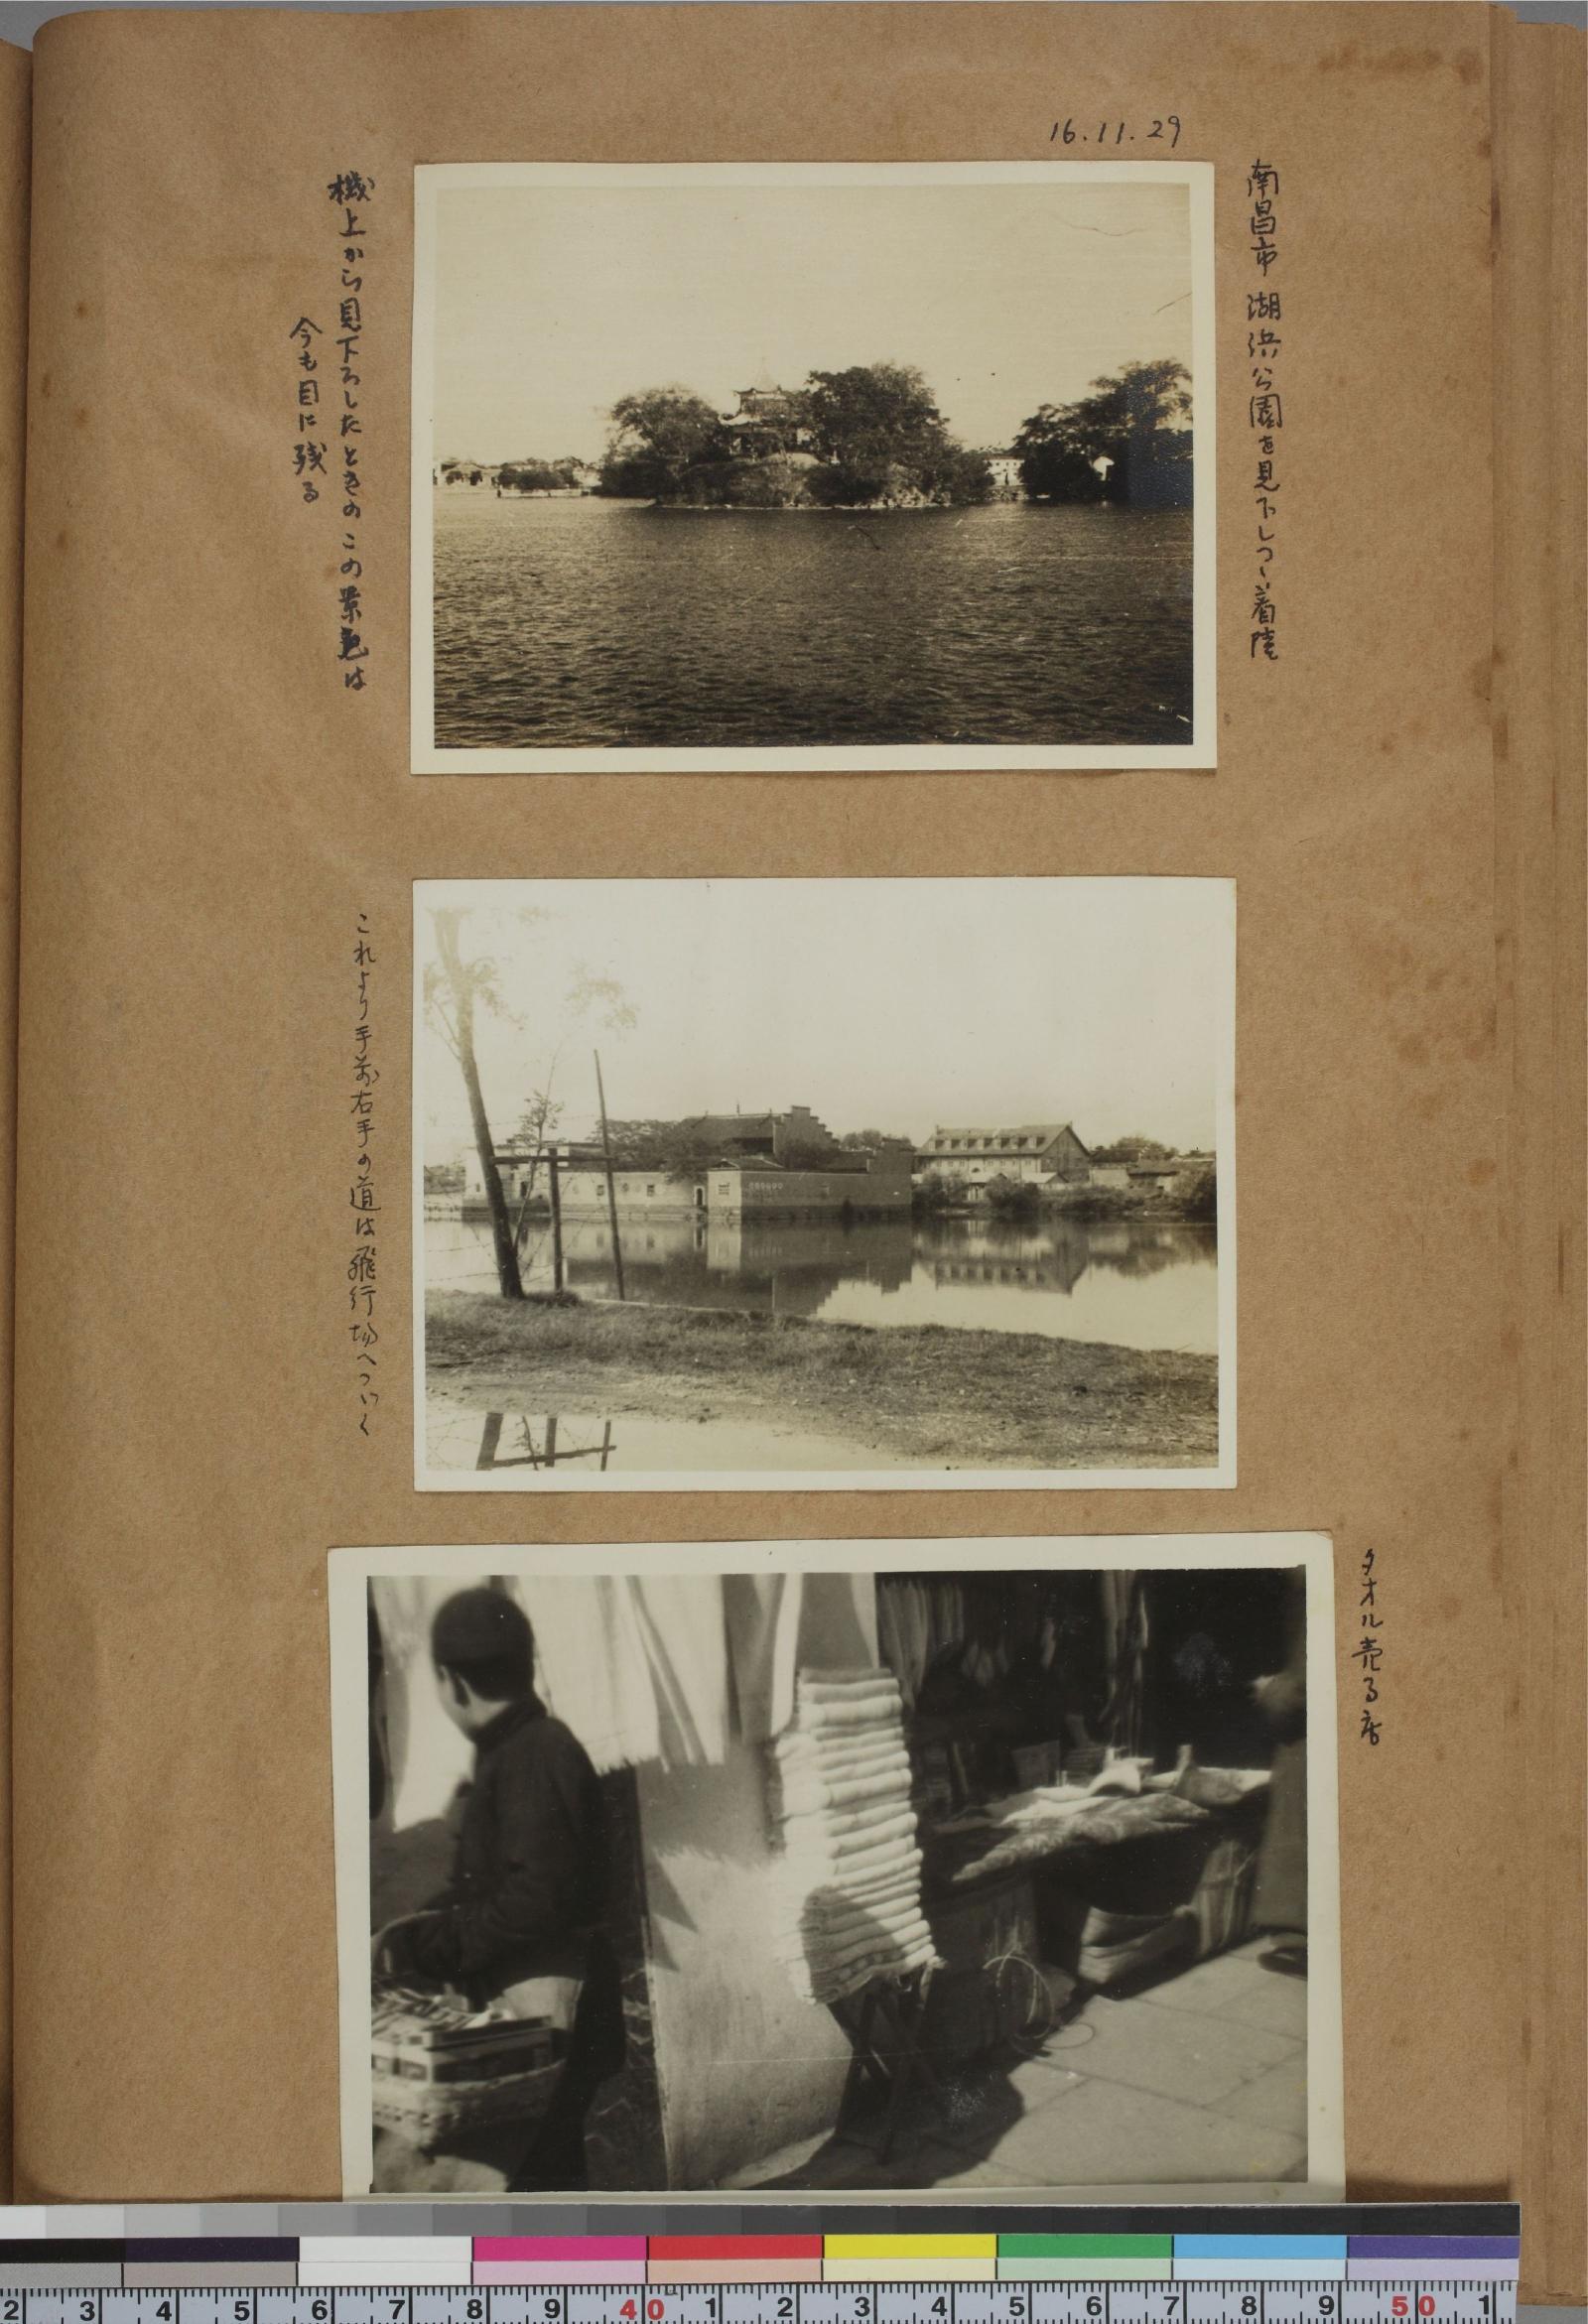 16.11.29
南昌市 湖浜公園を見下しつゝ着陸
機上から見下ろしたときのこの景色は
今も目に残る
これより手前右手の道は飛行場へつゞく
タオル売る店
2 3 4 5 6 7 8 9 40 1 2 3 4 5 6 7 8 9 50 1